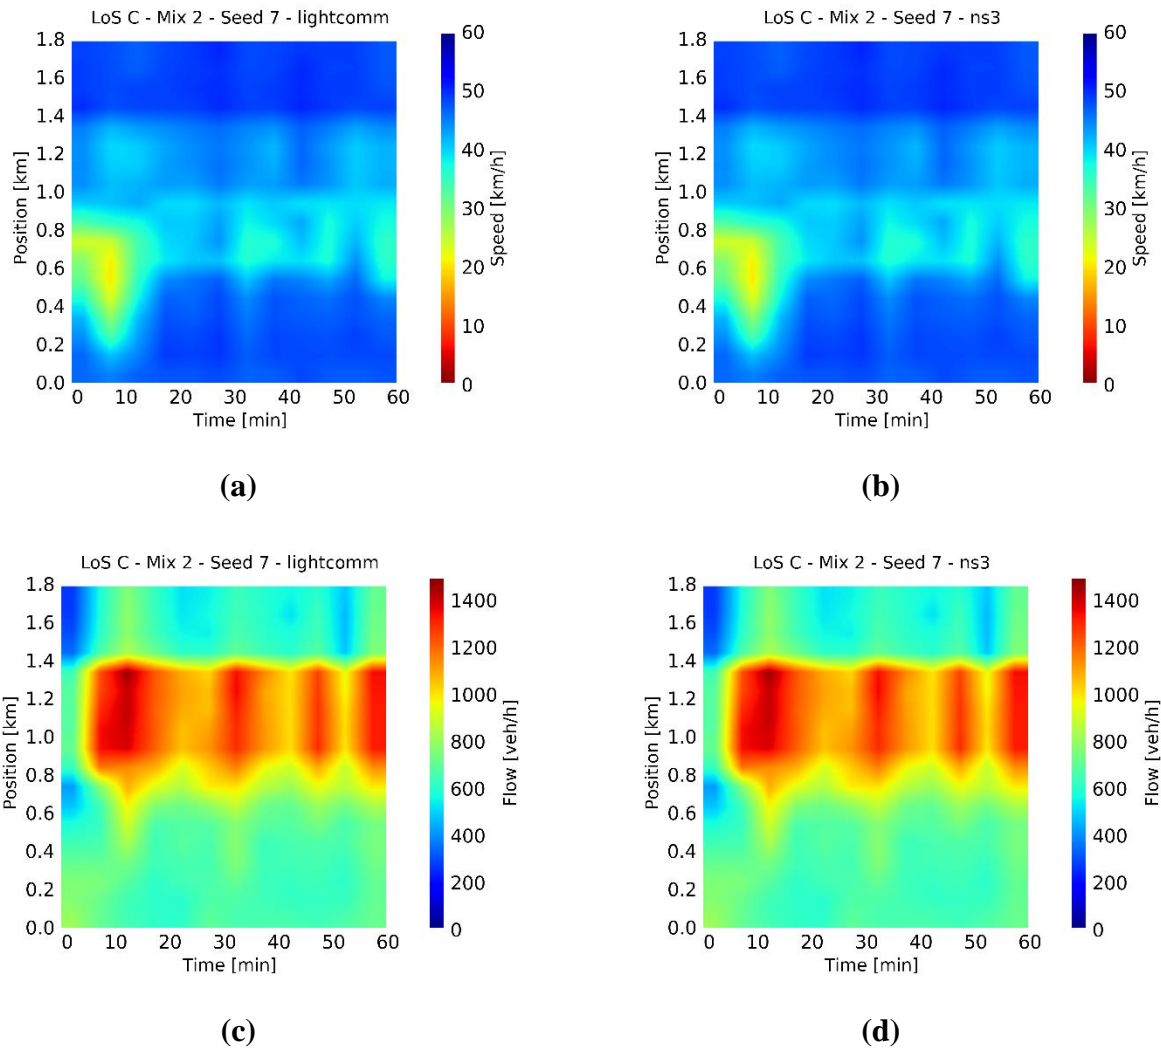 LoS C - Mix 2 - Seed 7 - lightcomm
1.8
1.6
1.4
1.2
1.0
0.8
0.6
0.4
0.2
0.0
Position [km]
0 10 20 30 40 50 60
Time [min]
60
50
40
30
20
10
0
Speed [km/h]
(a)
LoS C - Mix 2 - Seed 7 - ns3
1.8
1.6
1.4
1.2
1.0
0.8
0.6
0.4
0.2
0.0
Position [km]
0 10 20 30 40 50 60
Time [min]
60
50
40
30
20
10
0
Speed [km/h]
(b)
LoS C - Mix 2 - Seed 7 - lightcomm
1.8
1.6
1.4
1.2
1.0
0.8
0.6
0.4
0.2
0.0
Position [km]
0 10 20 30 40 50 60
Time [min]
1400
1200
1000
800
600
400
200
0
Flow [veh/h]
(c)
LoS C - Mix 2 - Seed 7 - ns3
1.8
1.6
1.4
1.2
1.0
0.8
0.6
0.4
0.2
0.0
Position [km]
0 10 20 30 40 50 60
Time [min]
1400
1200
1000
800
600
400
200
0
Flow [veh/h]
(d)